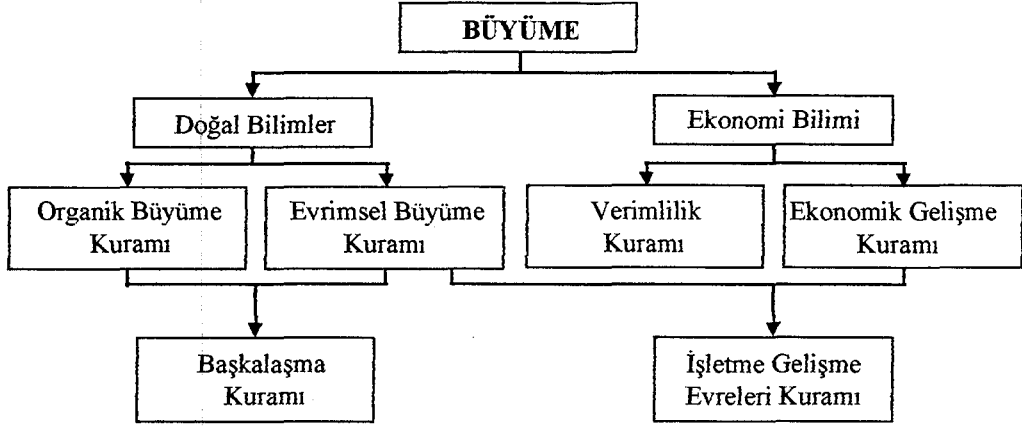 BÜYÜME
Doğal Bilimler
Ekonomi Bilimi
Organik Büyüme
Kuramı
Evrimsel Büyüme
Kuramı
Verimlilik
Kuramı
Ekonomik Gelişme
Kuramı
Başkalaşma
Kuramı
İşletme Gelişme
Evreleri Kuramı